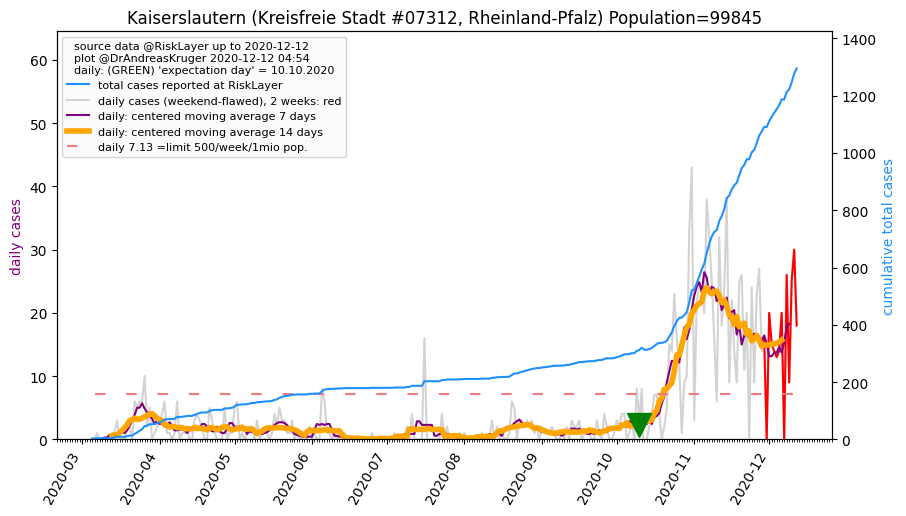 Kaiserslautern (Kreisfreie Stadt #07312, Rheinland-Pfalz) Population=99845
source data @RiskLayer up to 2020-12-12
plot @DrAndreasKruger 2020-12-12 04:54
daily: (GREEN) 'expectation day' = 10.10.2020
total cases reported at RiskLayer
daily cases (weekend-flawed), 2 weeks: red
daily: centered moving average 7 days
daily: centered moving average 14 days
daily 7.13 =limit 500/week/1mio pop.
daily cases
60
50
40
30
20
10
0
cumulative total cases
1400
1200
1000
800
600
400
200
0
2020-03
2020-04
2020-05
2020-06
2020-07
2020-08
2020-09
2020-10
2020-11
2020-12